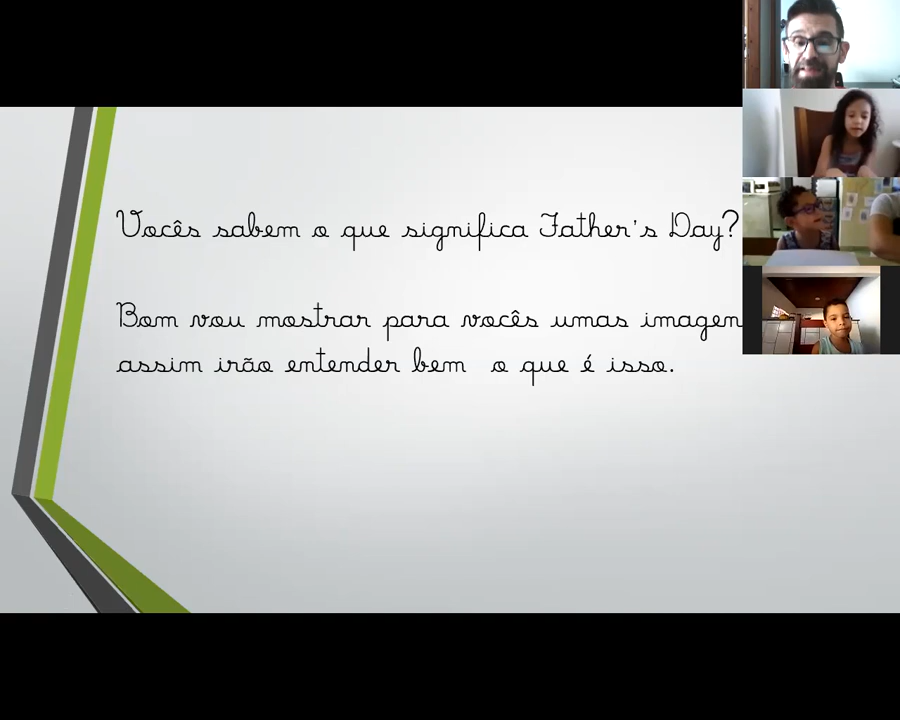 Vocês sabem o que significa Father's Day?
Bom vou mostrar para vocês umas imagen
assim irão entender bem o que é isso.